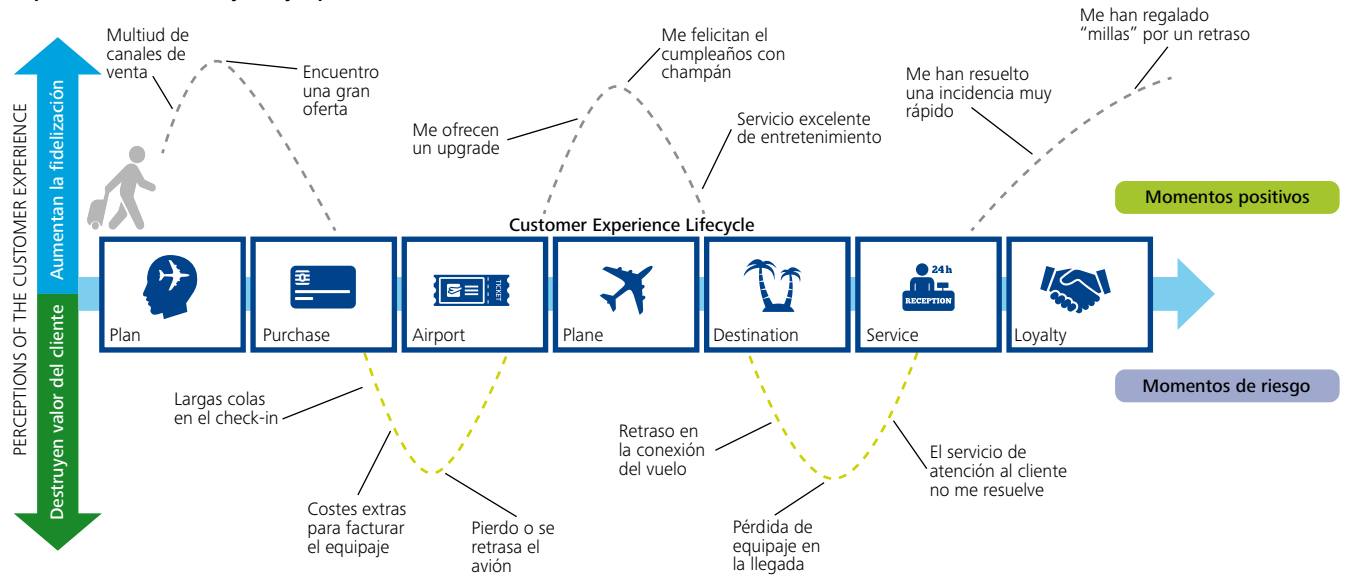 Multiud de
canales de
venta
Encuentro
una gran
oferta
Me ofrecen
un upgrade
Me felicitan el
cumpleaños con
champán
Servicio excelente
de entretenimiento
Me han resuelto
una incidencia muy
rápido
Me han regalado
“millas” por un retraso
PERCEPTIONS OF THE CUSTOMER EXPERIENCE
Aumentan la fidelización
Destruyen valor del cliente
Momentos positivos
Customer Experience Lifecycle
Plan
Purchase
TICKET
Airport
Plane
Destination
24h
RECEPTION
Service
Loyalty
Momentos de riesgo
Largas colas
en el check-in
Costes extras
para facturar
el equipaje
Pierdo o se
retrasa el
avión
Retraso en
la conexión
del vuelo
Pérdida de
equipaje en
la llegada
El servicio de
atención al cliente
no me resuelve